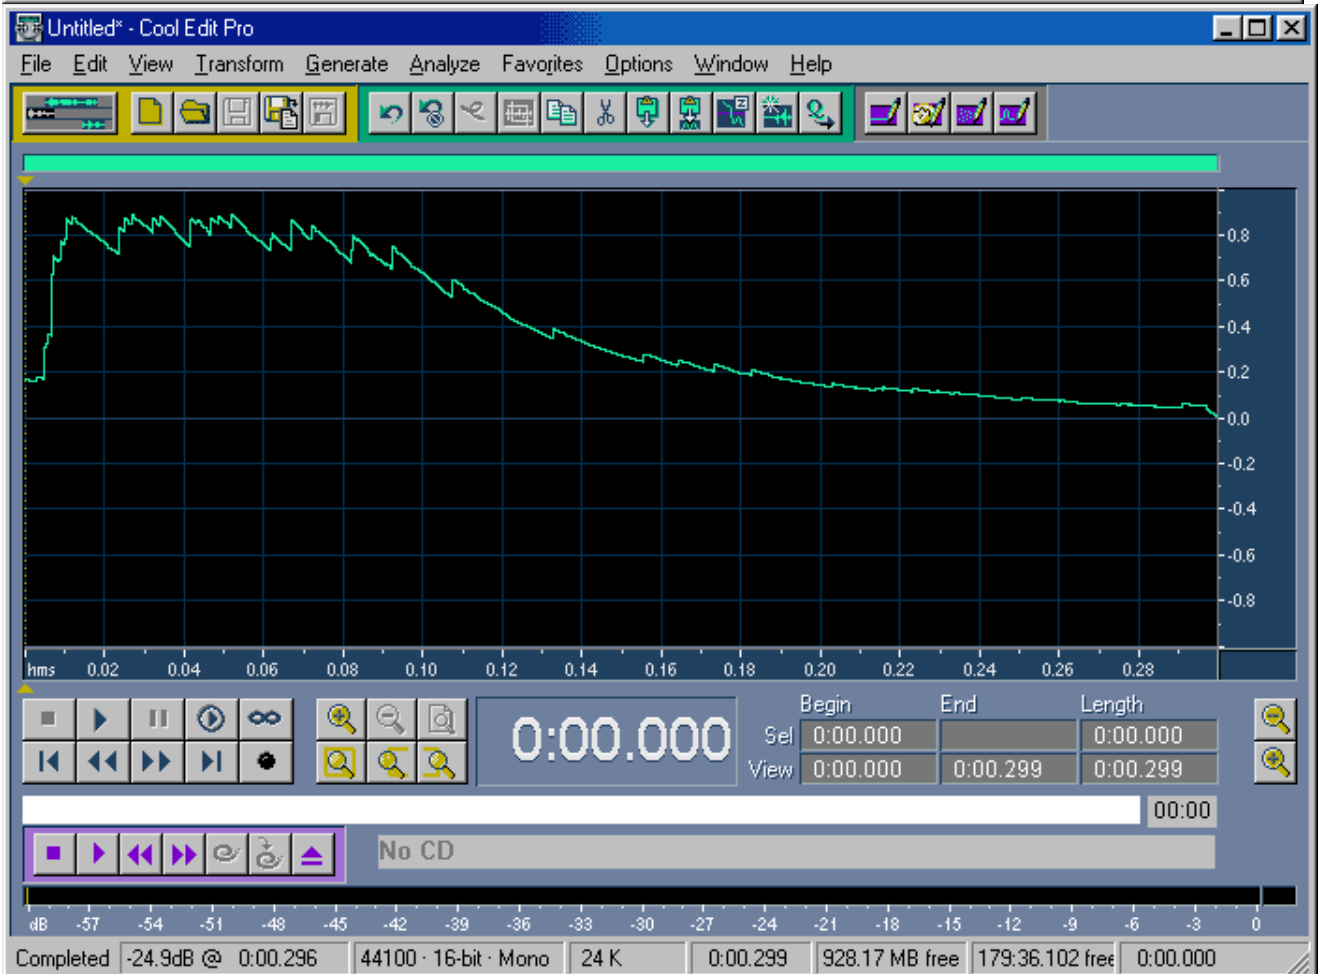 Untitled* - Cool Edit Pro
File Edit View Transform Generate Analyze Favorites Options Window Help
0.8
0.6
0.4
0.2
0.0
-0.2
-0.4
-0.6
-0.8
hms 0.02 0.04 0.06 0.08 0.10 0.12 0.14 0.16 0.18 0.20 0.22 0.24 0.26 0.28
Begin End Length
0:00.000
Sel 0:00.000 0:00.000
View 0:00.000 0:00.299 0:00.299
00:00
No CD
dB -57 -54 -51 -48 -45 -42 -39 -36 -33 -30 -27 -24 -21 -18 -15 -12 -9 -6 -3 0
Completed -24.9dB @ 0:00.296 44100 · 16-bit · Mono 24 K 0:00.299 928.17 MB free 179:36.102 free 0:00.000